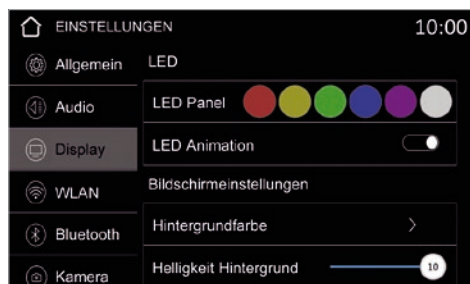 EINSTELLUNGEN 10:00
Allgemein
Audio
Display
WLAN
Bluetooth
Kamera
LED
LED Panel
LED Animation
Bildschirmeinstellungen
Hintergrundfarbe
Helligkeit Hintergrund 10